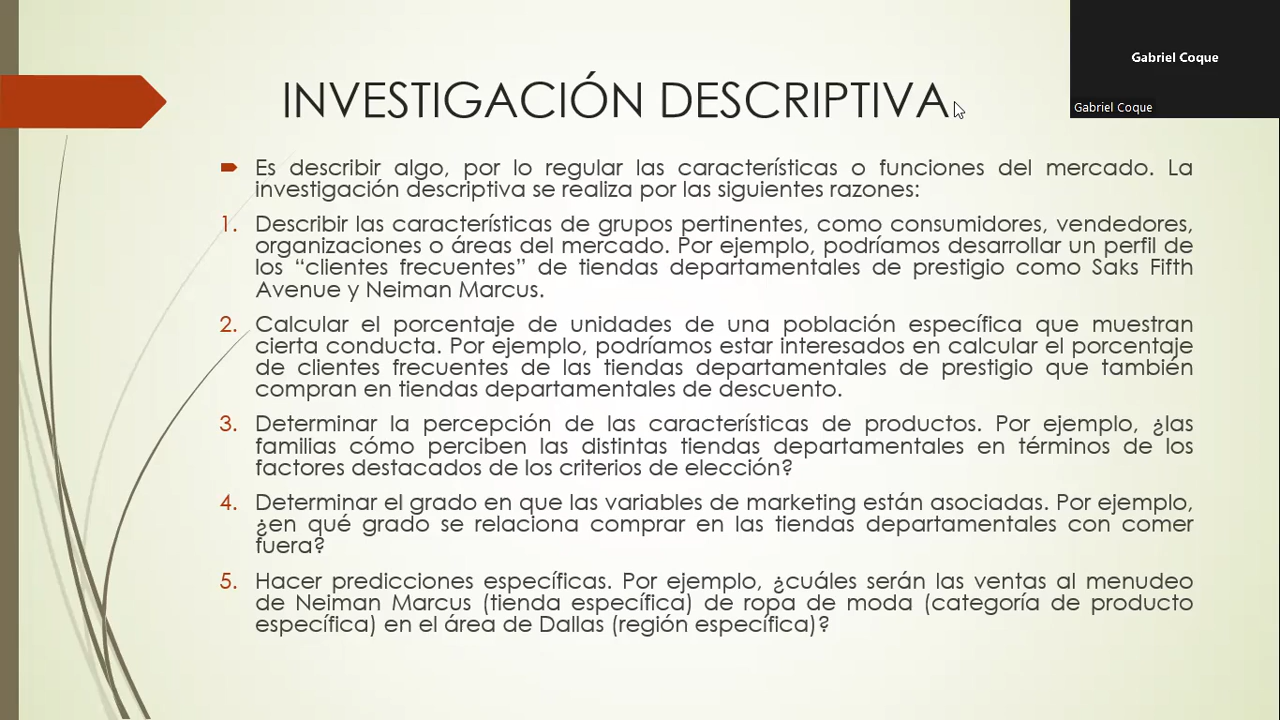 Gabriel Coque
Gabriel Coque
INVESTIGACIÓN DESCRIPTIVA
Es describir algo, por lo regular las características o funciones del mercado. La
investigación descriptiva se realiza por las siguientes razones:
1. Describir las características de grupos pertinentes, como consumidores, vendedores,
organizaciones o áreas del mercado. Por ejemplo, podríamos desarrollar un perfil de
los “clientes frecuentes” de tiendas departamentales de prestigio como Saks Fifth
Avenue y Neiman Marcus.
2. Calcular el porcentaje de unidades de una población específica que muestran
cierta conducta. Por ejemplo, podríamos estar interesados en calcular el porcentaje
de clientes frecuentes de las tiendas departamentales de prestigio que también
compran en tiendas departamentales de descuento.
3. Determinar la percepción de las características de productos. Por ejemplo, ¿las
familias cómo perciben las distintas tiendas departamentales en términos de los
factores destacados de los criterios de elección?
4. Determinar el grado en que las variables de marketing están asociadas. Por ejemplo,
¿en qué grado se relaciona comprar en las tiendas departamentales con comer
fuera?
5. Hacer predicciones específicas. Por ejemplo, ¿cuáles serán las ventas al menudeo
de Neiman Marcus (tienda específica) de ropa de moda (categoría de producto
específica) en el área de Dallas (región específica)?